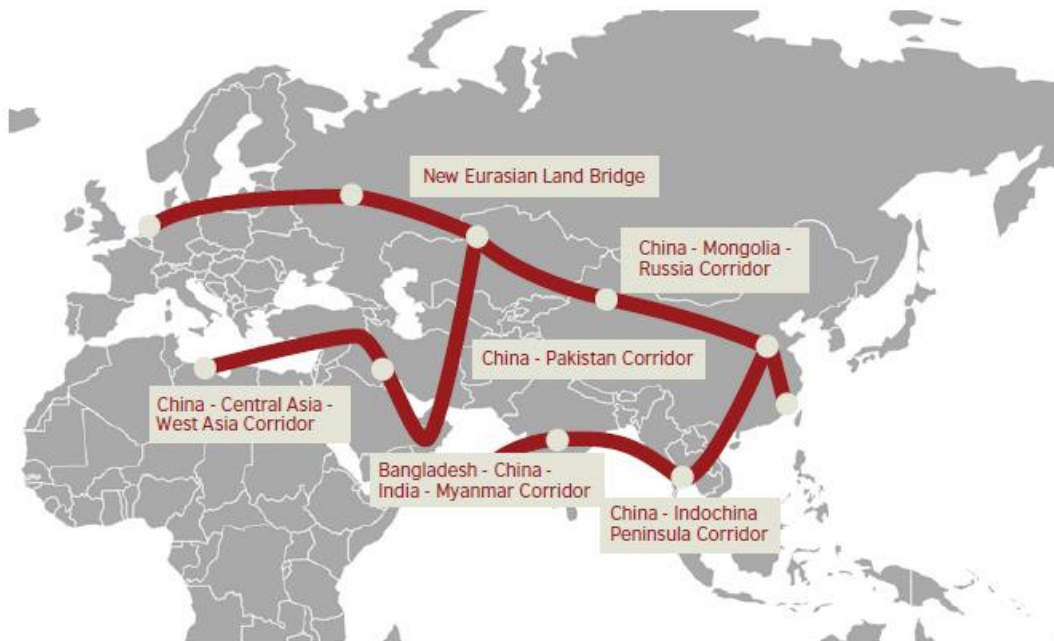 New Eurasian Land Bridge
China - Mongolia -
Russia Corridor
China - Pakistan Corridor
China - Central Asia -
West Asia Corridor
Bangladesh - China -
India - Myanmar Corridor
China - Indochina
Peninsula Corridor